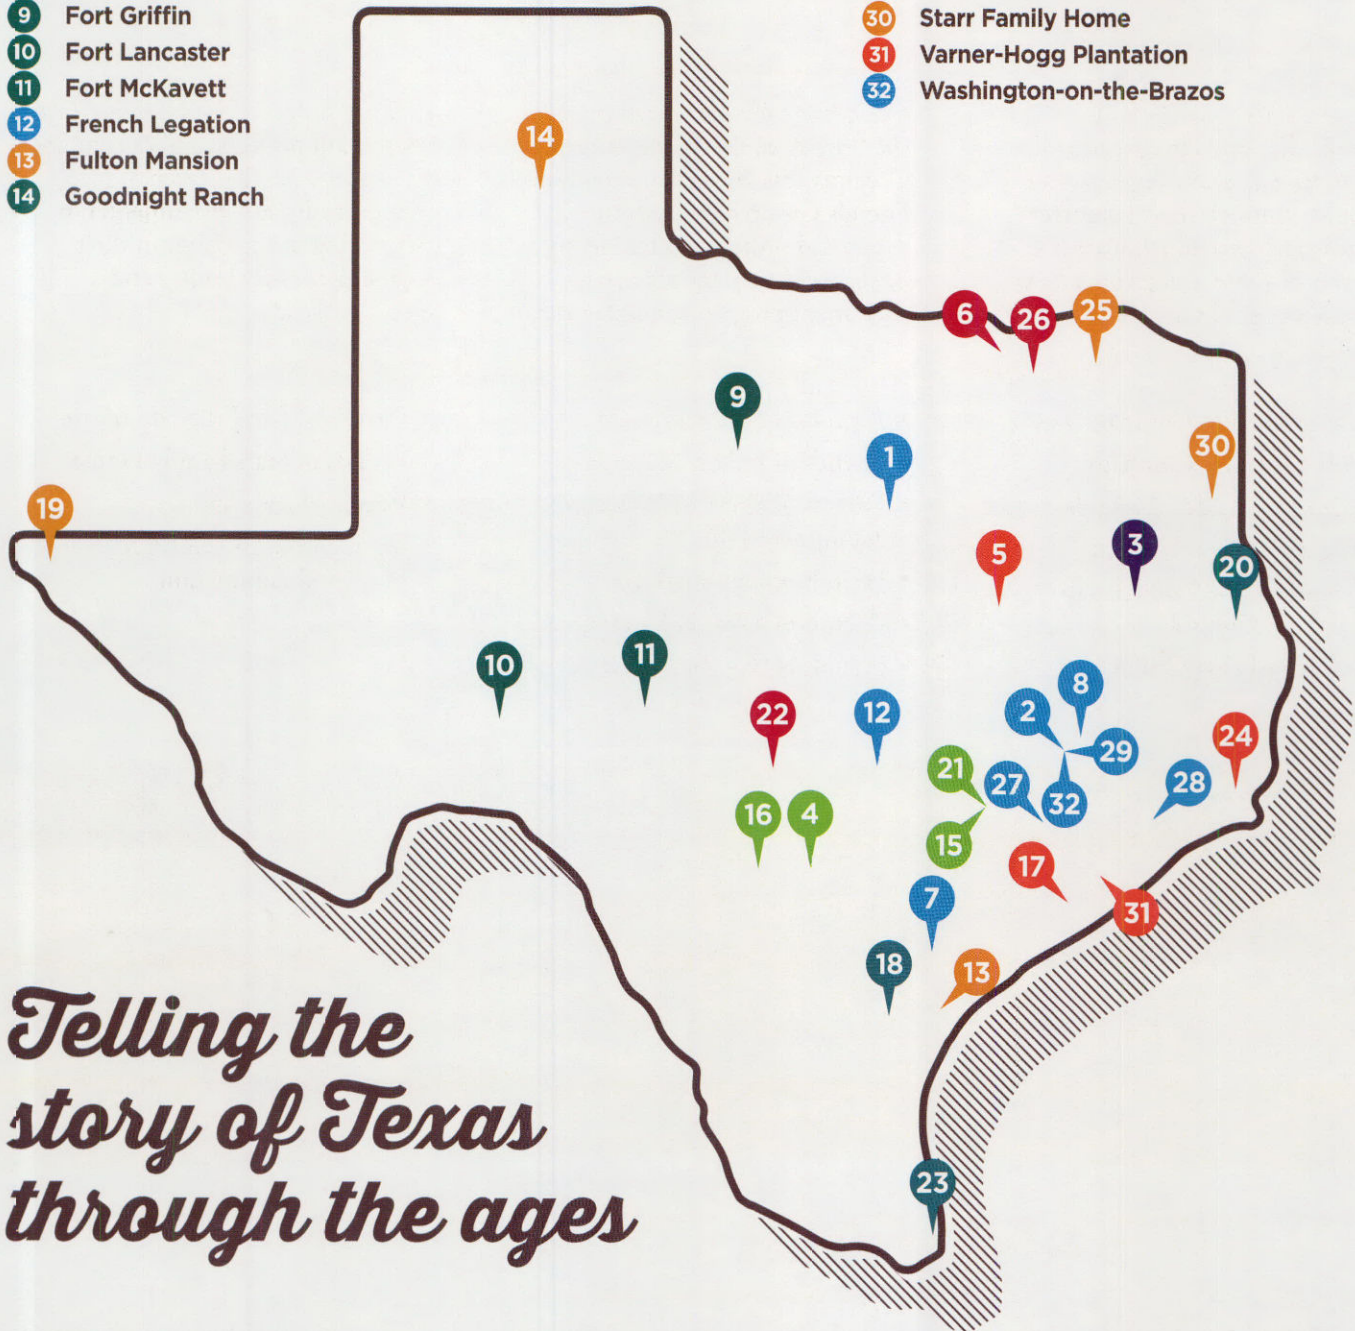 9 Fort Griffin
10 Fort Lancaster
11 Fort McKavett
12 French Legation
13 Fulton Mansion
14 Goodnight Ranch
30 Starr Family Home
31 Varner-Hogg Plantation
32 Washington-on-the-Brazos
14
6
26
25
9
1
30
19
5
3
20
10
11
8
22
12
2
24
29
21
27
28
32
16
4
15
17
7
31
18
13
23
Telling the
story of Texas
through the ages